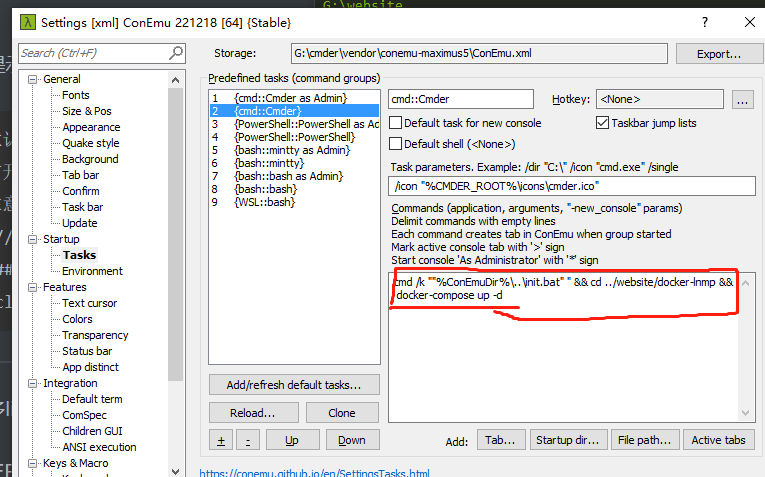 G:\website
Settings [xml] ConEmu 221218 [64] {Stable}
?
Search (Ctrl+F)
Storage:
G:\cmder\vendor\conemu-maximus5\ConEmu.xml
Export...
General
Fonts
Size & Pos
Appearance
Quake style
Background
Tab bar
Confirm
Task bar
Update
Startup
Tasks
Environment
Features
Text cursor
Colors
Transparency
Status bar
App distinct
Integration
Default term
ComSpec
Children GUI
ANSI execution
Keys & Macro
Predefined tasks (command groups)
1 {cmd::Cmder as Admin}
2 {cmd::Cmder}
3 {PowerShell::PowerShell as Ad
4 {PowerShell::PowerShell}
5 {bash::mintty as Admin}
6 {bash::mintty}
7 {bash::bash as Admin}
8 {bash::bash}
9 {WSL::bash}
Add/refresh default tasks...
Reload...
Clone
+
-
Up
Down
cmd::Cmder
Hotkey:
<None>
...
Default task for new console
Taskbar jump lists
Default shell (<None>)
Task parameters. Example: /dir "C:\" /icon "cmd.exe" /single
/icon "%CMDER_ROOT%\icons\cmder.ico"
Commands (application, arguments, "-new_console" params)
Delimit commands with empty lines
Each command creates tab in ConEmu when group started
Mark active console tab with '>' sign
Start console 'As Administrator' with '*' sign
cmd /k ""%ConEmuDir%\..\init.bat" " && cd ../website/docker-lnmp &&
docker-compose up -d
Add:
Tab...
Startup dir...
File path...
Active tabs
https://conemu.github.io/en/SettingsTasks.html